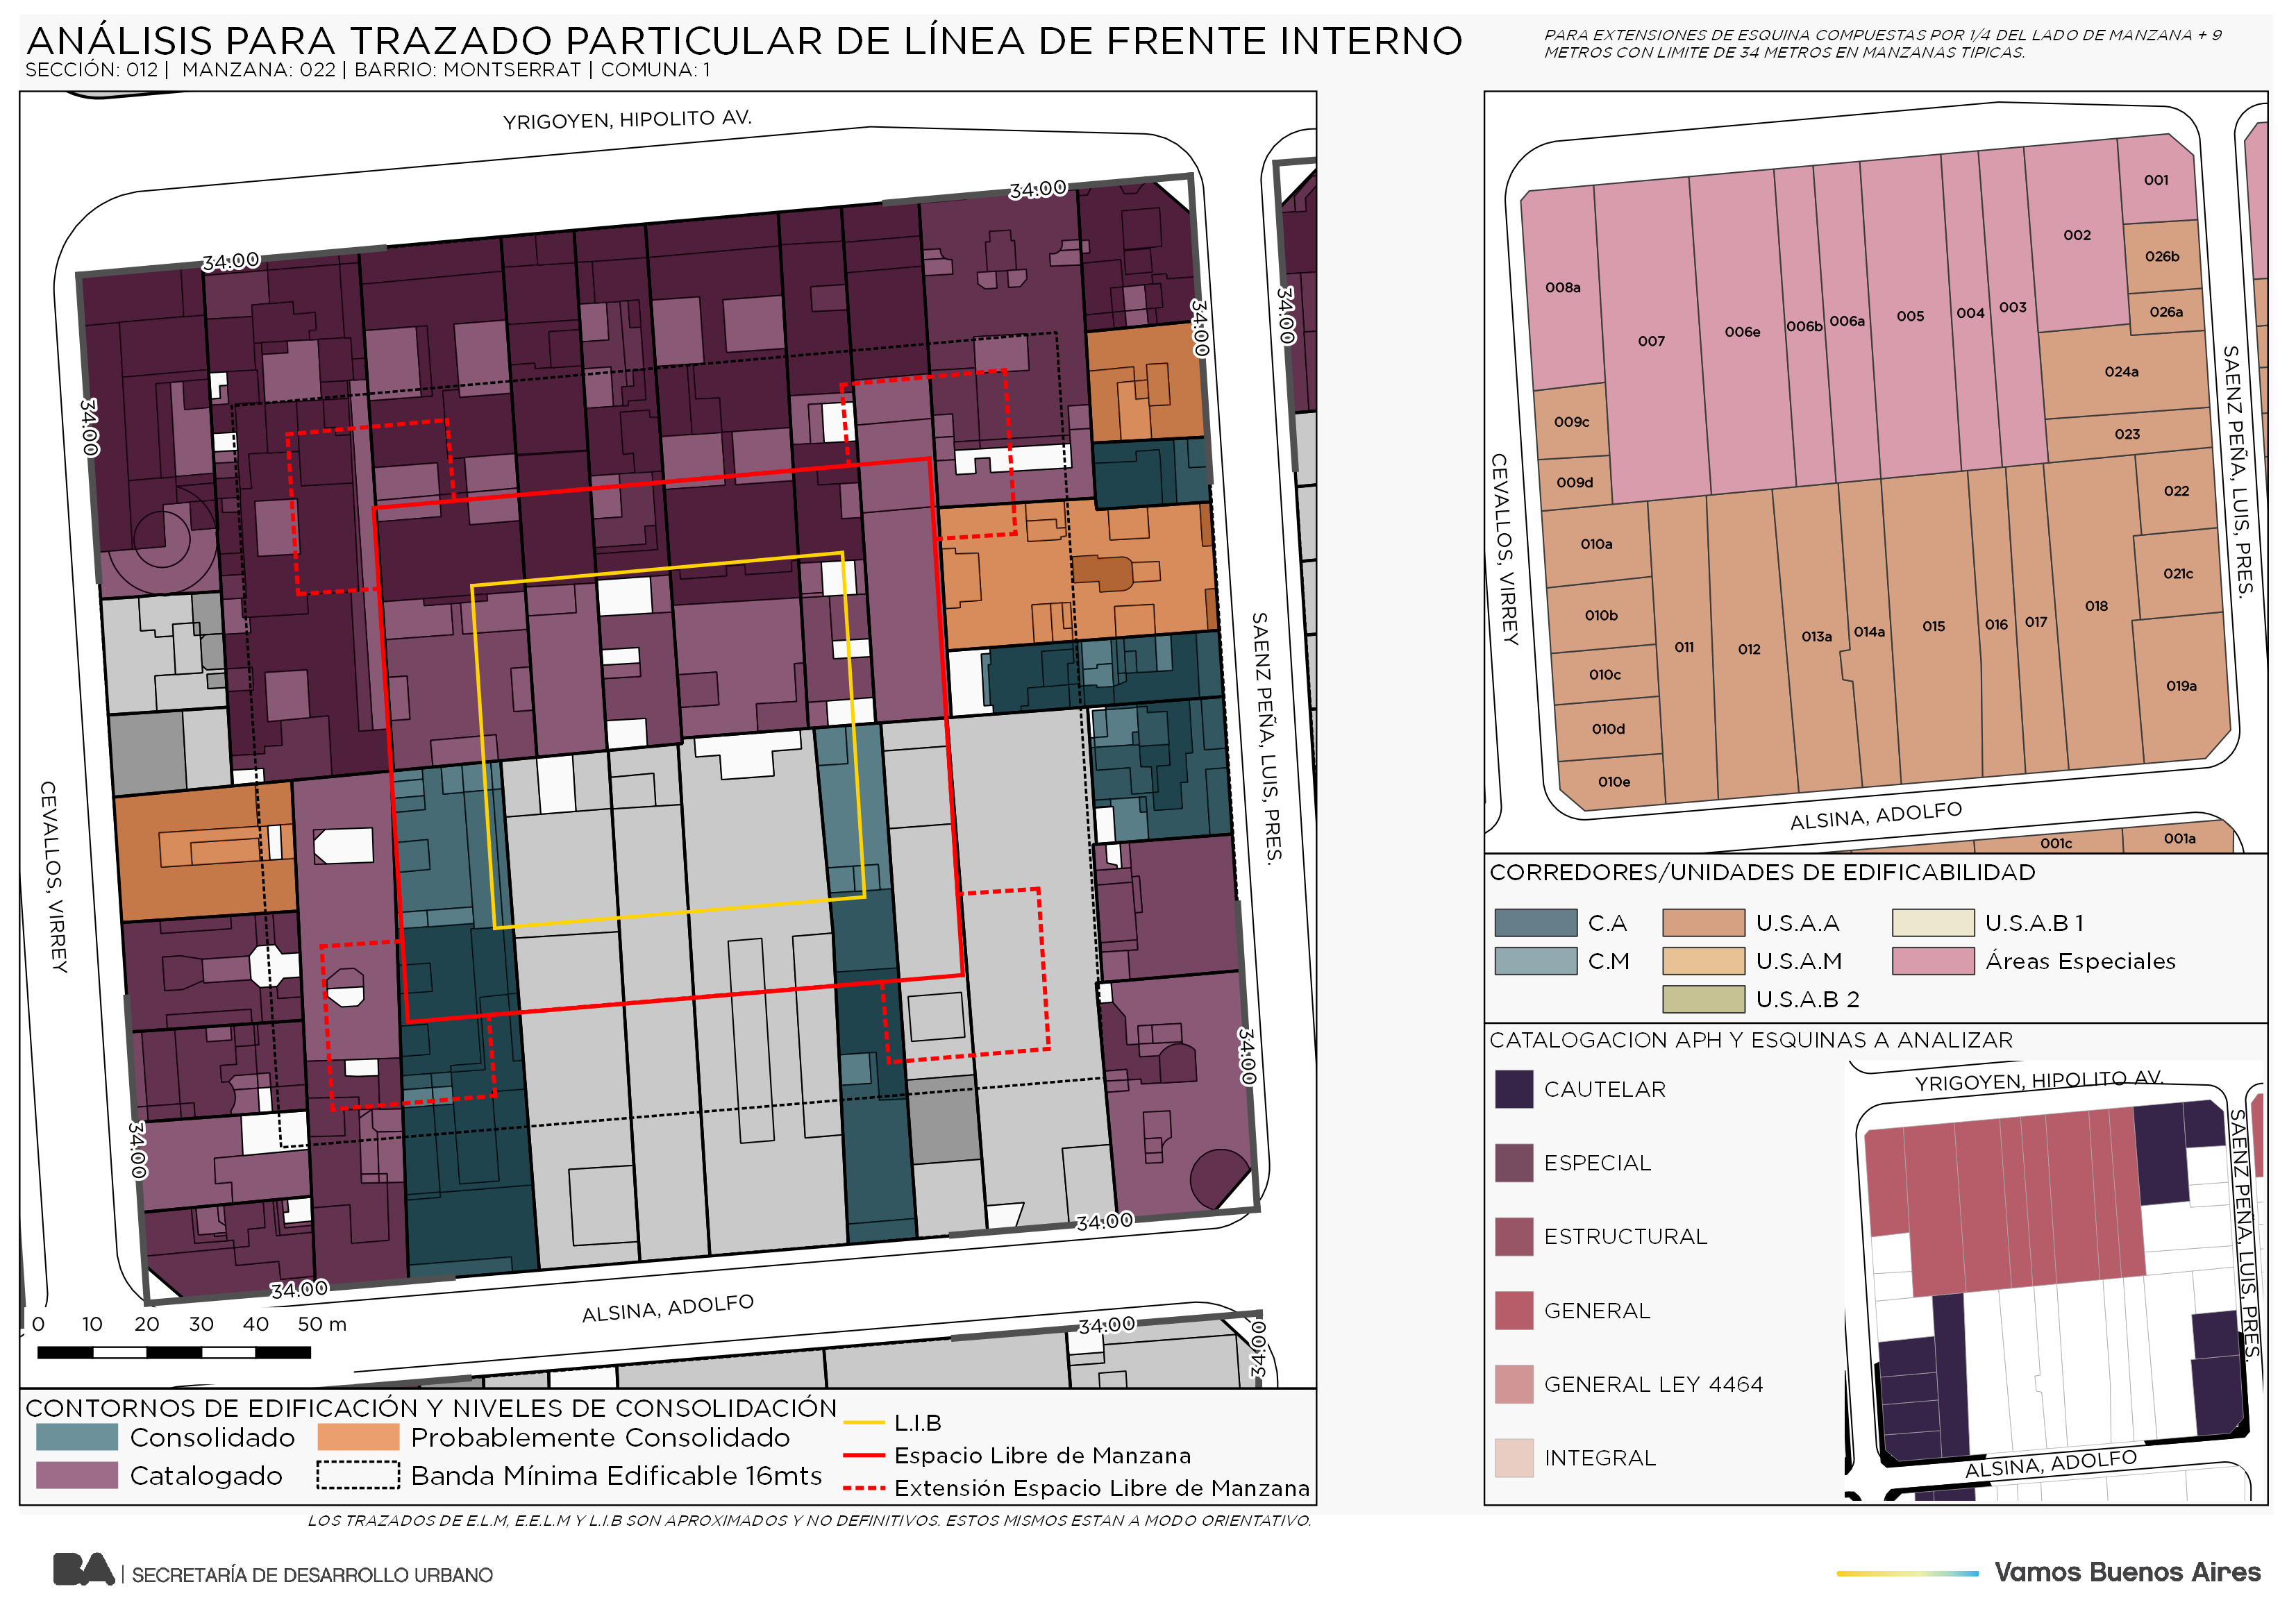 ANÁLISIS PARA TRAZADO PARTICULAR DE LÍNEA DE FRENTE INTERNO
SECCIÓN: 012 | MANZANA: 022 | BARRIO: MONTSERRAT | COMUNA: 1
PARA EXTENSIONES DE ESQUINA COMPUESTAS POR 1/4 DEL LADO DE MANZANA + 9
METROS CON LIMITE DE 34 METROS EN MANZANAS TIPICAS.
YRIGOYEN, HIPOLITO AV.
34.00
34.00
34.00
34.00
34.00
CEVALLOS, VIRREY
SAENZ PEÑA, LUIS, PRES.
34.00
34.00
34.00
34.00
ALSINA, ADOLFO
34.00
34.00
0 10 20 30 40 50 m
CONTORNOS DE EDIFICACIÓN Y NIVELES DE CONSOLIDACIÓN
Consolidado
Probablemente Consolidado
Catalogado
Banda Mínima Edificable 16mts
L.I.B
Espacio Libre de Manzana
Extensión Espacio Libre de Manzana
LOS TRAZADOS DE E.L.M, E.E.L.M Y L.I.B SON APROXIMADOS Y NO DEFINITIVOS. ESTOS MISMOS ESTAN A MODO ORIENTATIVO.
001
002
026b
026a
008a
007
006e
006b
006a
005
004
003
024a
023
009c
009d
022
010a
021c
010b
011
012
013a
014a
015
016
017
018
010c
019a
010d
010e
CEVALLOS, VIRREY
SAENZ PEÑA, LUIS, PRES.
ALSINA, ADOLFO
001c
001a
CORREDORES/UNIDADES DE EDIFICABILIDAD
C.A
U.S.A.A
U.S.A.B 1
C.M
U.S.A.M
Áreas Especiales
U.S.A.B 2
CATALOGACION APH Y ESQUINAS A ANALIZAR
CAUTELAR
ESPECIAL
ESTRUCTURAL
GENERAL
GENERAL LEY 4464
INTEGRAL
YRIGOYEN, HIPOLITO AV.
SAENZ PEÑA, LUIS, PRES.
ALSINA, ADOLFO
BA | SECRETARÍA DE DESARROLLO URBANO
Vamos Buenos Aires